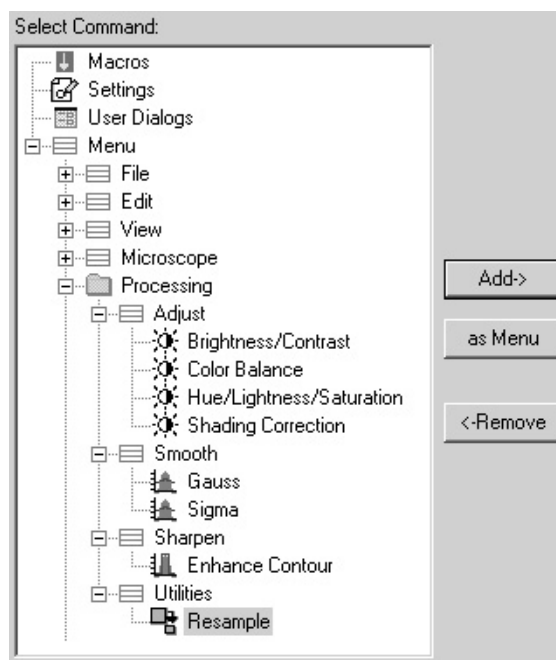 Select Command:
Macros
Settings
User Dialogs
Menu
File
Edit
View
Microscope
Processing
Add->
Adjust
as Menu
Brightness/Contrast
Color Balance
Hue/Lightness/Saturation
<-Remove
Shading Correction
Smooth
Gauss
Sigma
Sharpen
Enhance Contour
Utilities
Resample